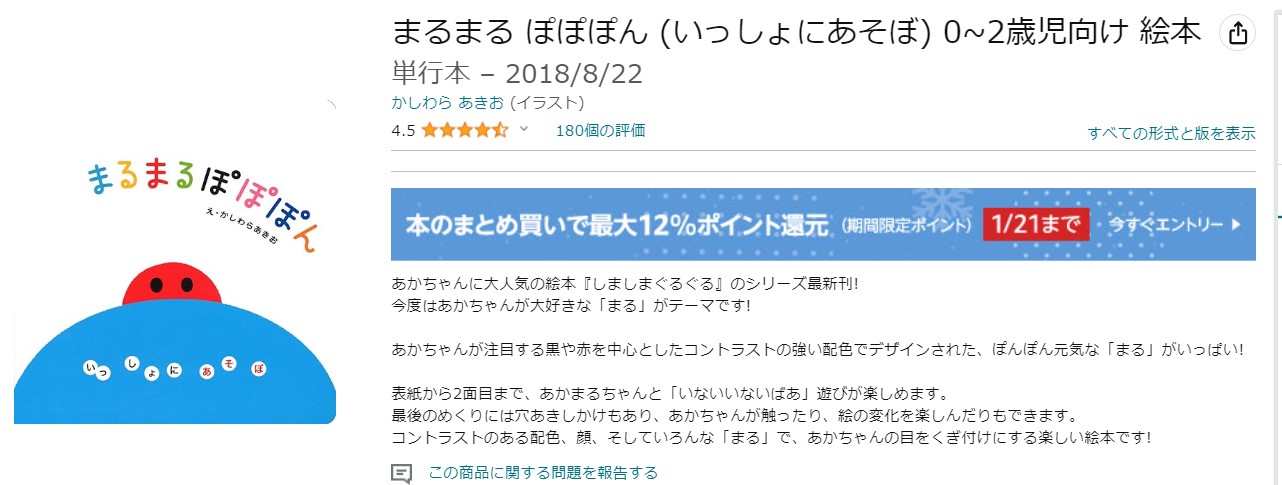 まるまるぽぽぽん
え・かしわらあきお
いっしょにあそぼ
まるまる ぽぽぽん (いっしょにあそぼ) 0~2歳児向け 絵本
単行本 – 2018/8/22
かしわら あきお (イラスト)
4.5 180個の評価
すべての形式と版を表示
本のまとめ買いで最大12%ポイント還元 (期間限定ポイント) 1/21まで 今すぐエントリー
あかちゃんに大人気の絵本『しましまぐるぐる』のシリーズ最新刊!
今度はあかちゃんが大好きな「まる」がテーマです!
あかちゃんが注目する黒や赤を中心としたコントラストの強い配色でデザインされた、ぽんぽん元気な「まる」がいっぱい!
表紙から2面目まで、あかまるちゃんと「いないいないばあ」遊びが楽しめます。
最後のめくりには穴あきしかけもあり、あかちゃんが触ったり、絵の変化を楽しんだりもできます。
コントラストのある配色、顔、そしていろんな「まる」で、あかちゃんの目をくぎ付けにする楽しい絵本です!
この商品に関する問題を報告する